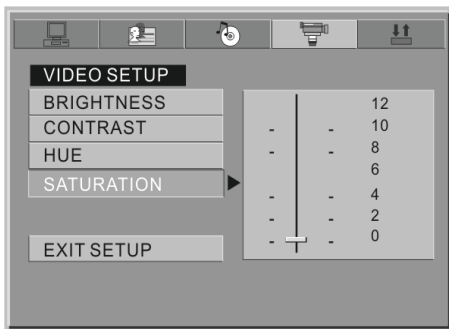 VIDEO SETUP
BRIGHTNESS
CONTRAST
HUE
SATURATION
EXIT SETUP
12
10
8
6
4
2
0